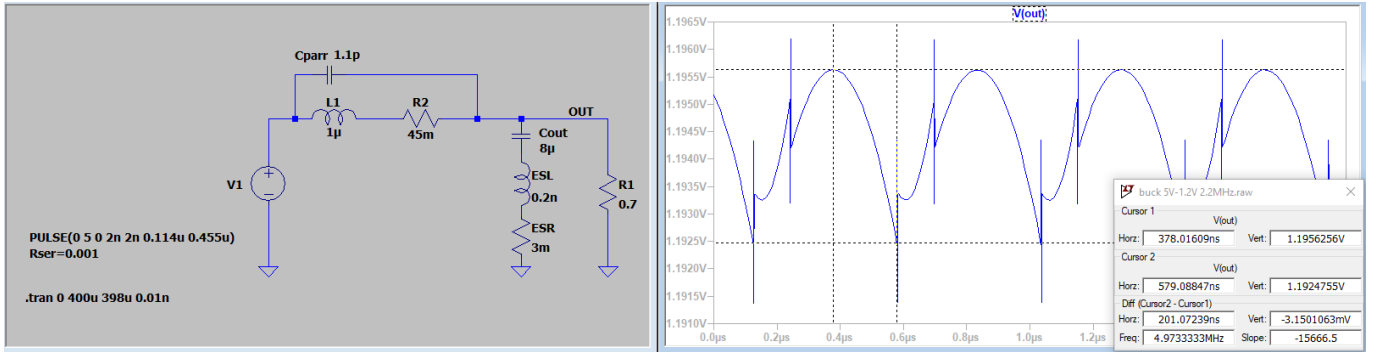 Cparr 1.1p
L1
1µ
R2
45m
OUT
Cout
8µ
V1
ESL
0.2n
R1
0.7
ESR
3m
PULSE(0 5 0 2n 2n 0.114u 0.455u)
Rser=0.001
.tran 0 400u 398u 0.01n
V(out)
1.1965V
1.1960V
1.1955V
1.1950V
1.1945V
1.1940V
1.1935V
1.1930V
1.1925V
1.1920V
1.1915V
1.1910V
0.0µs
0.2µs
0.4µs
0.6µs
0.8µs
1.0µs
1.2µs
buck 5V-1.2V 2.2MHz.raw
Cursor 1
V(out)
Horz: 378.01609ns Vert: 1.1956256V
Cursor 2
V(out)
Horz: 579.08847ns Vert: 1.1924755V
Diff (Cursor2 - Cursor1)
Horz: 201.07239ns Vert: -3.1501063mV
Freq: 4.9733333MHz Slope: -15666.5